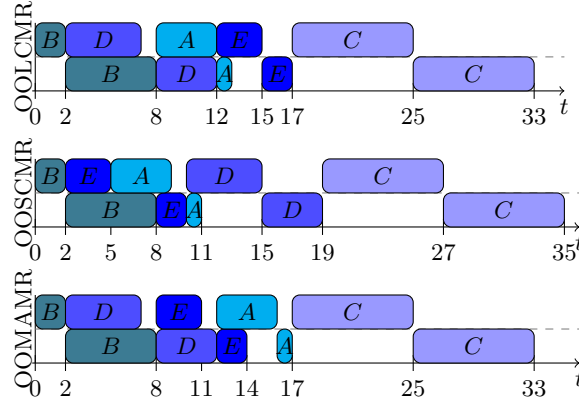 OOLCMR
B D A E C
B D A E C
0 2 8 12 15 17 25 33 t
OOSCMR
B E A D C
B E A D C
0 2 5 8 11 15 19 27 35 t
OOMAMR
B D E A C
B D E A C
0 2 8 11 14 17 25 33 t